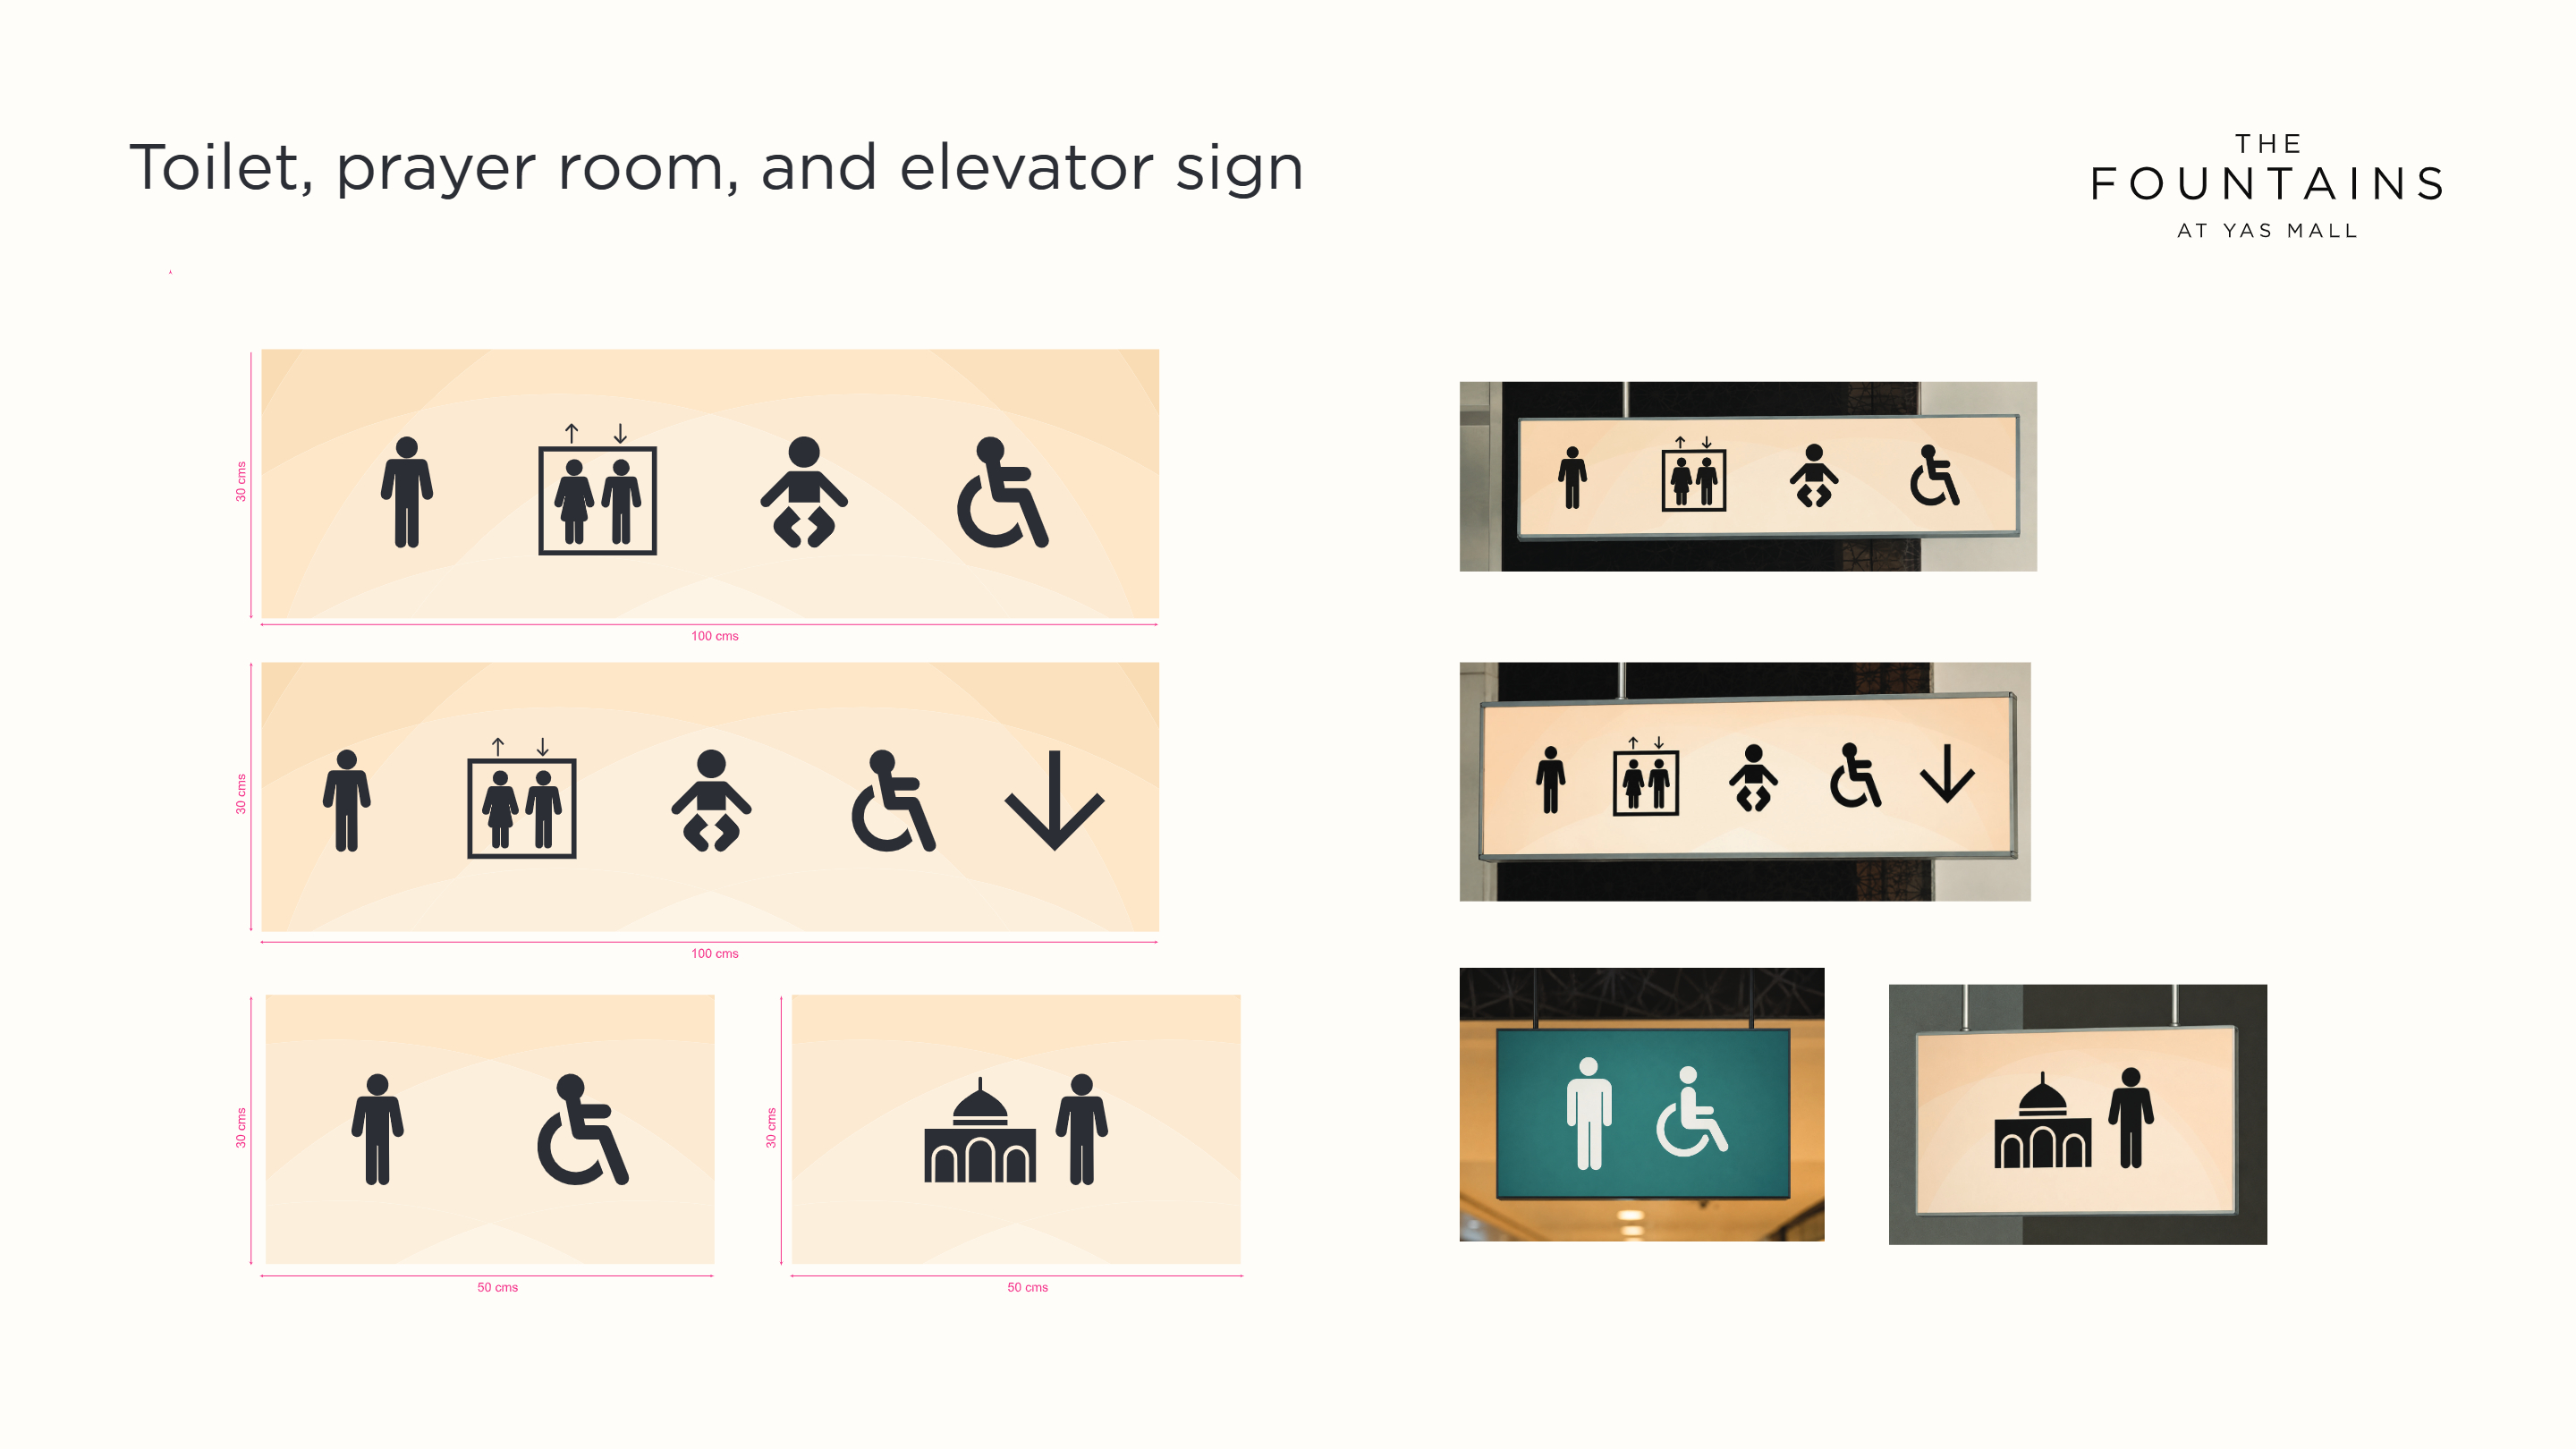 Toilet, prayer room, and elevator sign
THE
FOUNTAINS
AT YAS MALL
30 cms
100 cms
30 cms
100 cms
30 cms
50 cms
30 cms
50 cms